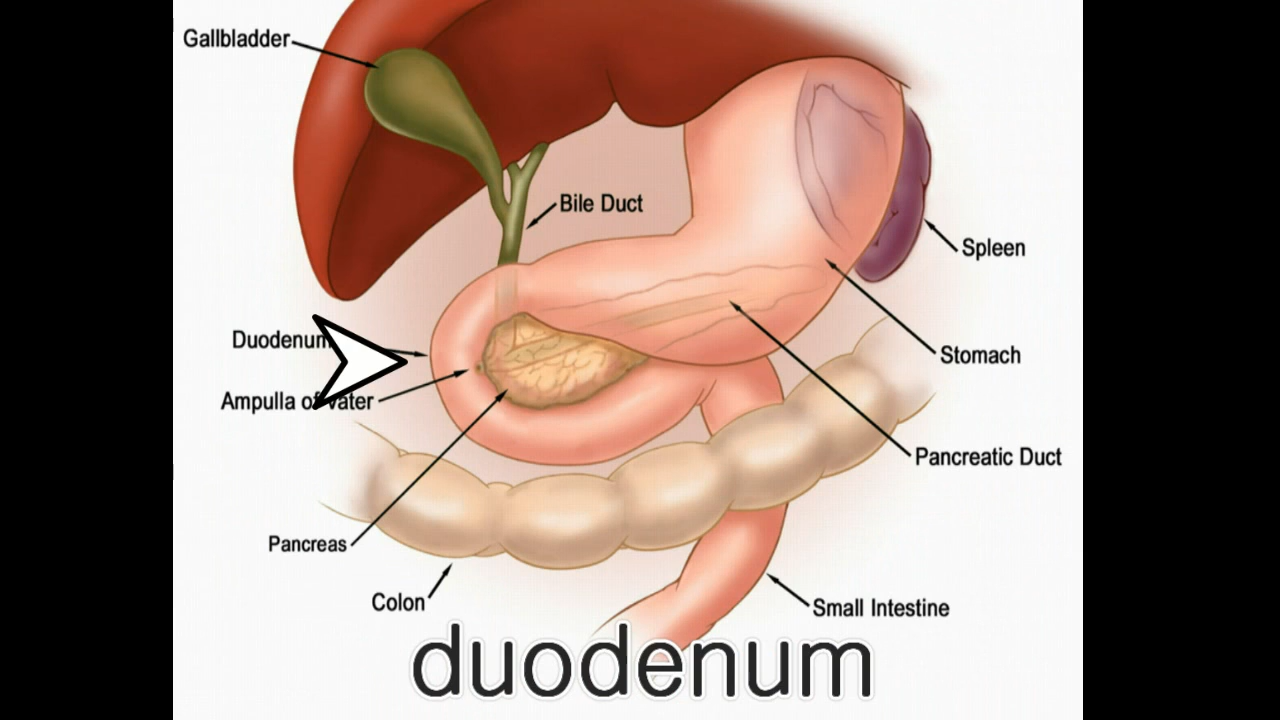 Gallbladder
Bile Duct
Spleen
Duodenum
Stomach
Ampulla of Vater
Pancreatic Duct
Pancreas
Colon
Small Intestine
duodenum